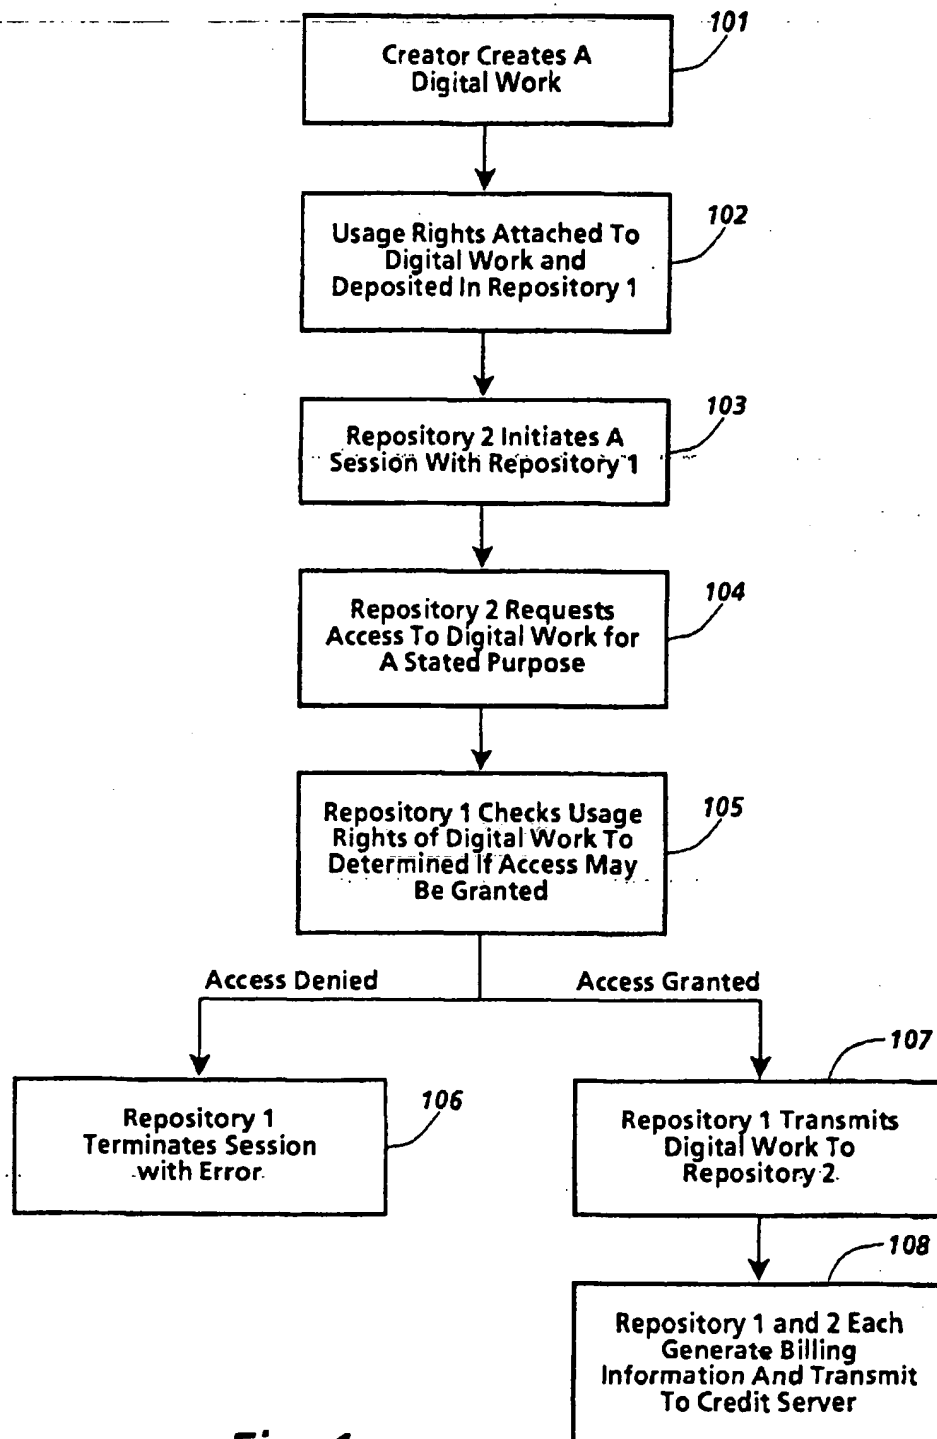 101
Creator Creates A
Digital Work
102
Usage Rights Attached To
Digital Work and
Deposited In Repository 1
103
Repository 2 Initiates A
Session With Repository 1
104
Repository 2 Requests
Access To Digital Work for
A Stated Purpose
105
Repository 1 Checks Usage
Rights of Digital Work To
Determined If Access May
Be Granted
Access Denied
Access Granted
106
Repository 1
Terminates Session
with Error
107
Repository 1 Transmits
Digital Work To
Repository 2
108
Repository 1 and 2 Each
Generate Billing
Information And Transmit
To Credit Server